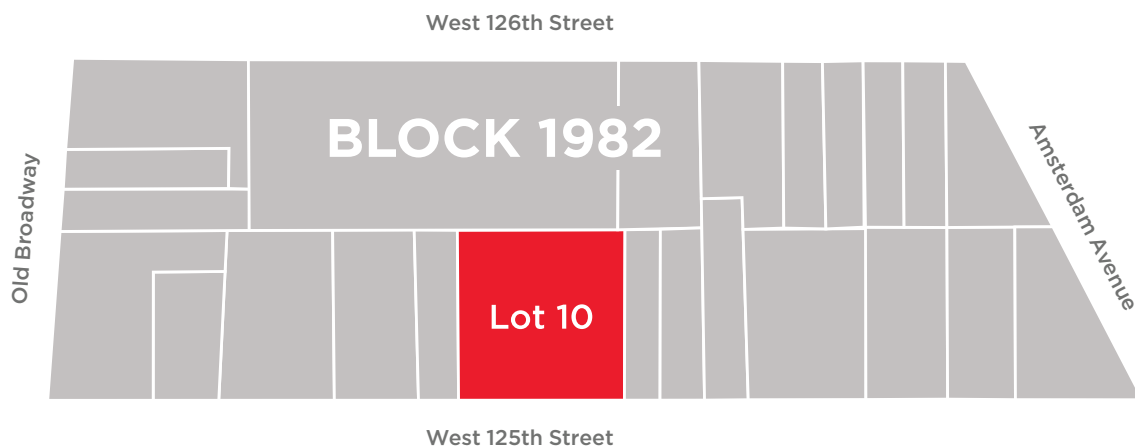 West 126th Street
BLOCK 1982
Old Broadway
Amsterdam Avenue
Lot 10
West 125th Street